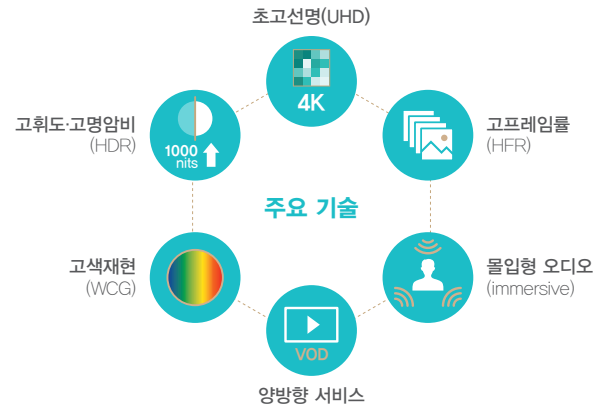 초고선명(UHD)
4K
고휘도·고명암비
(HDR)
1000
nits
고프레임률
(HFR)
주요 기술
고색재현
(WCG)
몰입형 오디오
(immersive)
VOD
양방향 서비스